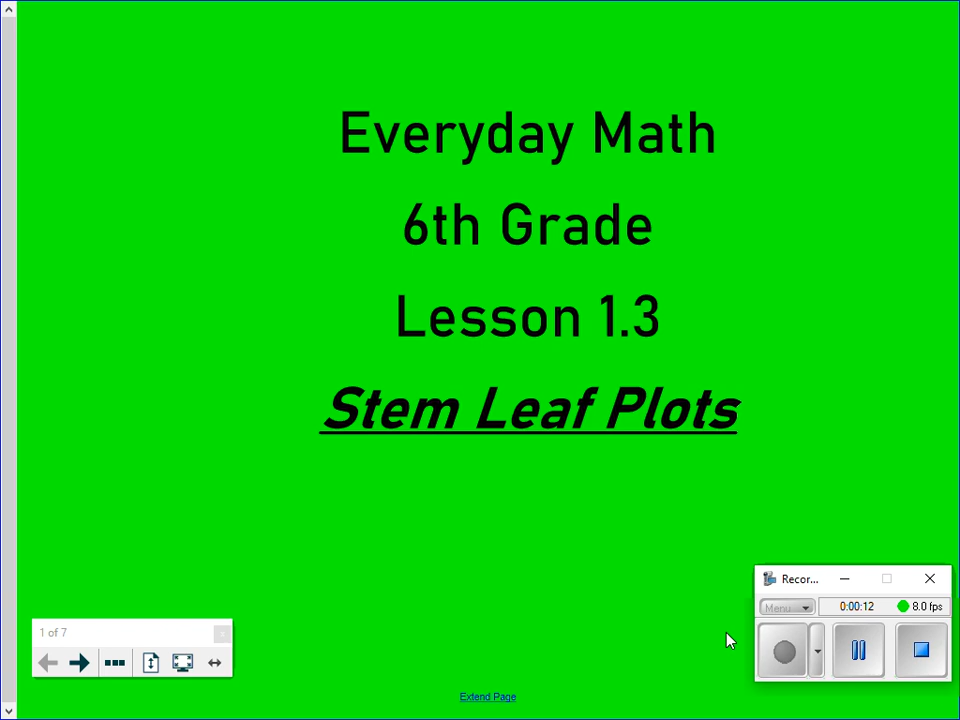 Everyday Math
6th Grade
Lesson 1.3
Stem Leaf Plots
Recor...
Menu
0:00:12
8.0 fps
1 of 7
Extend Page